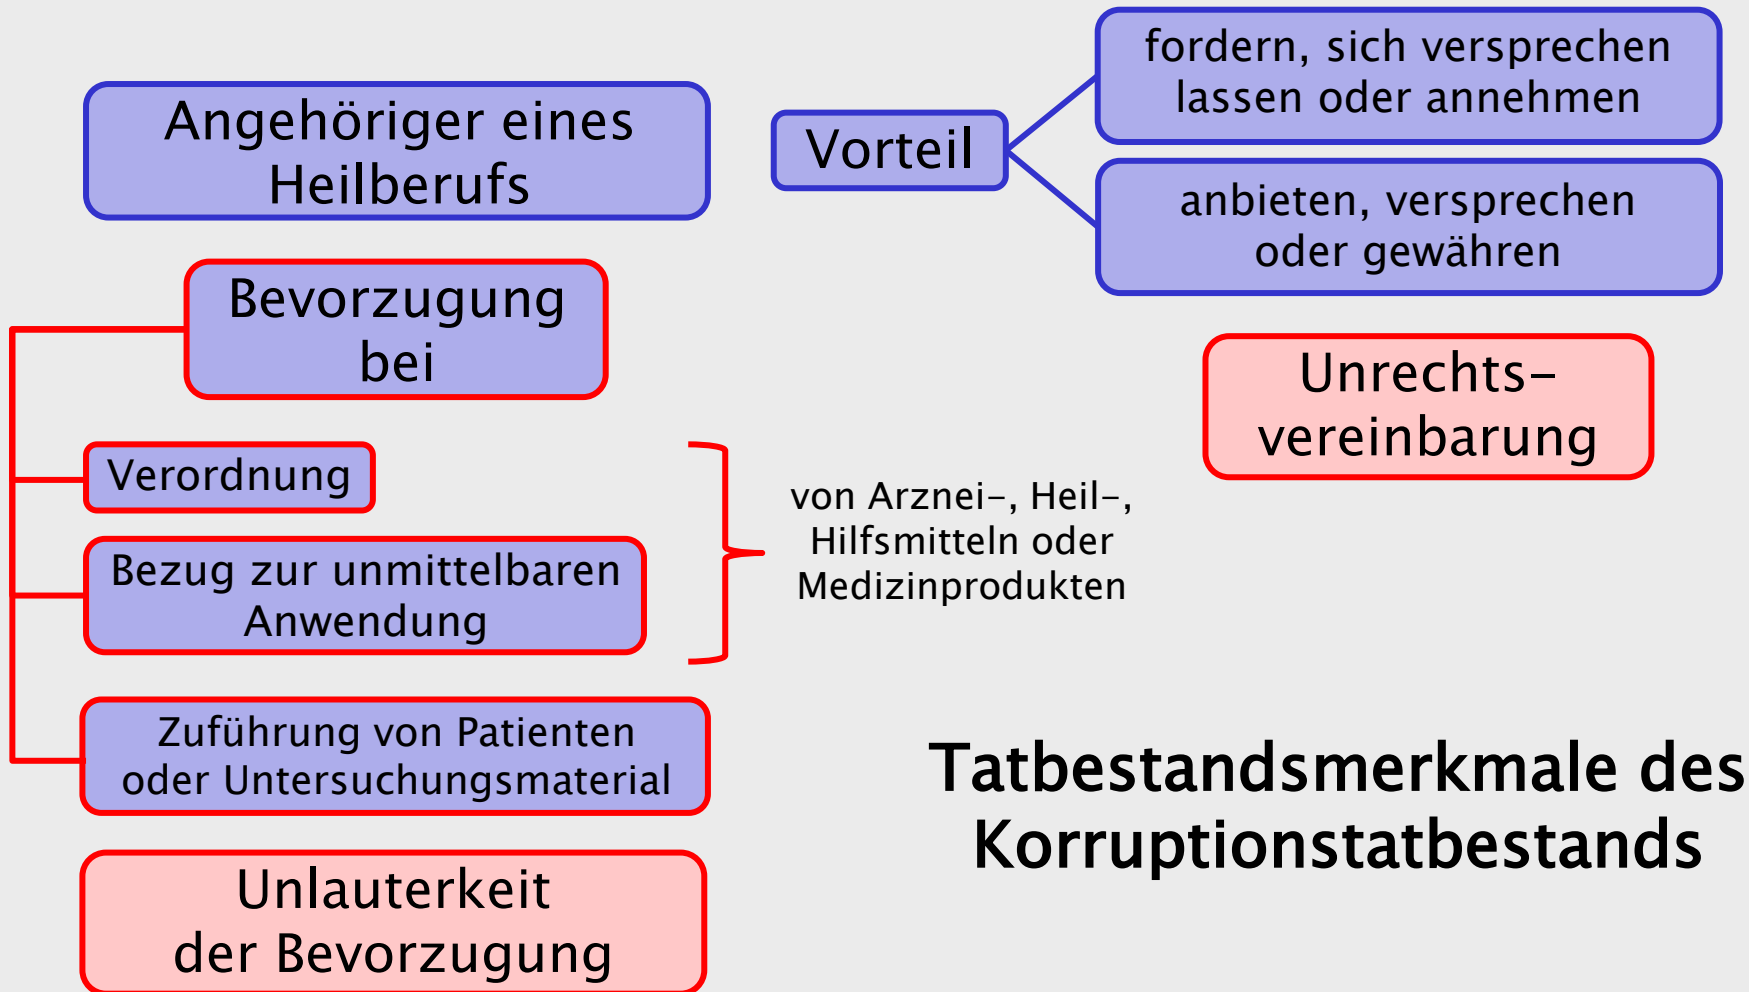 Angehöriger eines
Heilberufs
Vorteil
fordern, sich versprechen
lassen oder annehmen
anbieten, versprechen
oder gewähren
Bevorzugung
bei
Verordnung
Bezug zur unmittelbaren
Anwendung
von Arznei-, Heil-,
Hilfsmitteln oder
Medizinprodukten
Zuführung von Patienten
oder Untersuchungsmaterial
Unlauterkeit
der Bevorzugung
Unrechts-
vereinbarung
Tatbestandsmerkmale des
Korruptionstatbestands